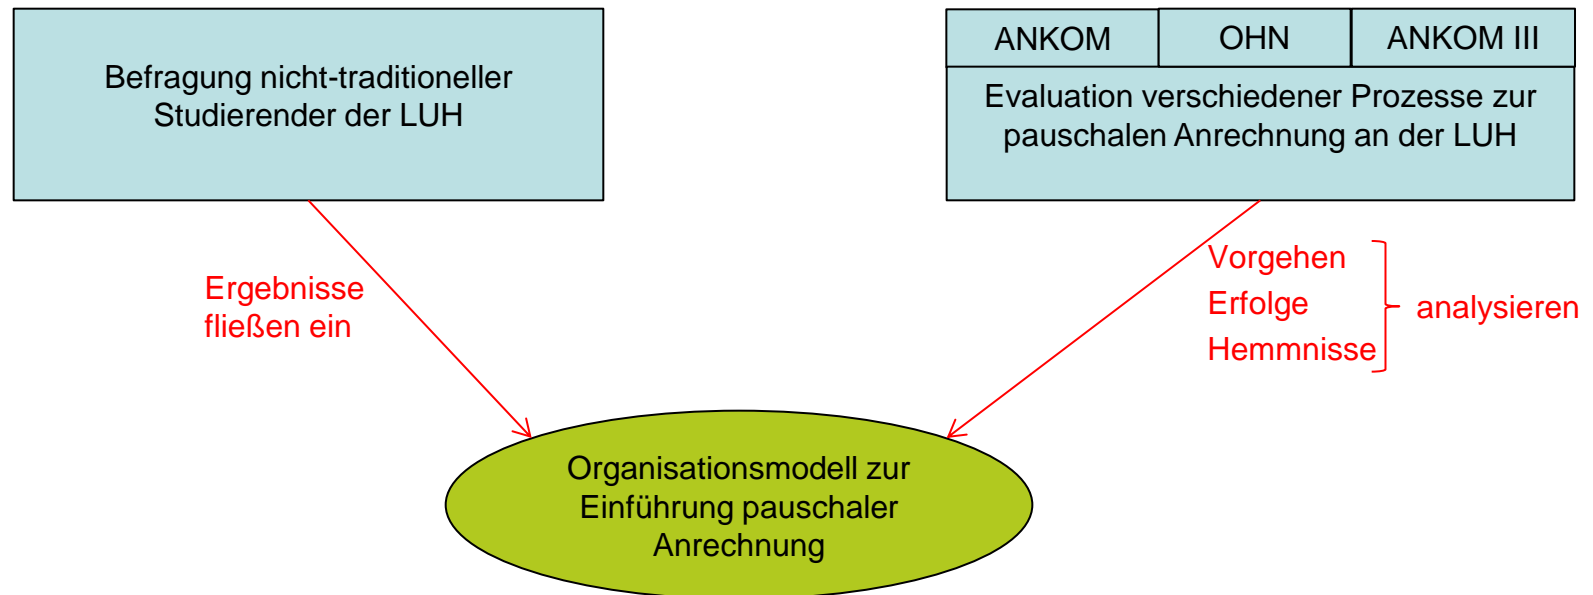 Befragung nicht-traditioneller
Studierender der LUH
ANKOM
OHN
ANKOM III
Evaluation verschiedener Prozesse zur
pauschalen Anrechnung an der LUH
Ergebnisse
fließen ein
Vorgehen
Erfolge
Hemmnisse
analysieren
Organisationsmodell zur
Einführung pauschaler
Anrechnung